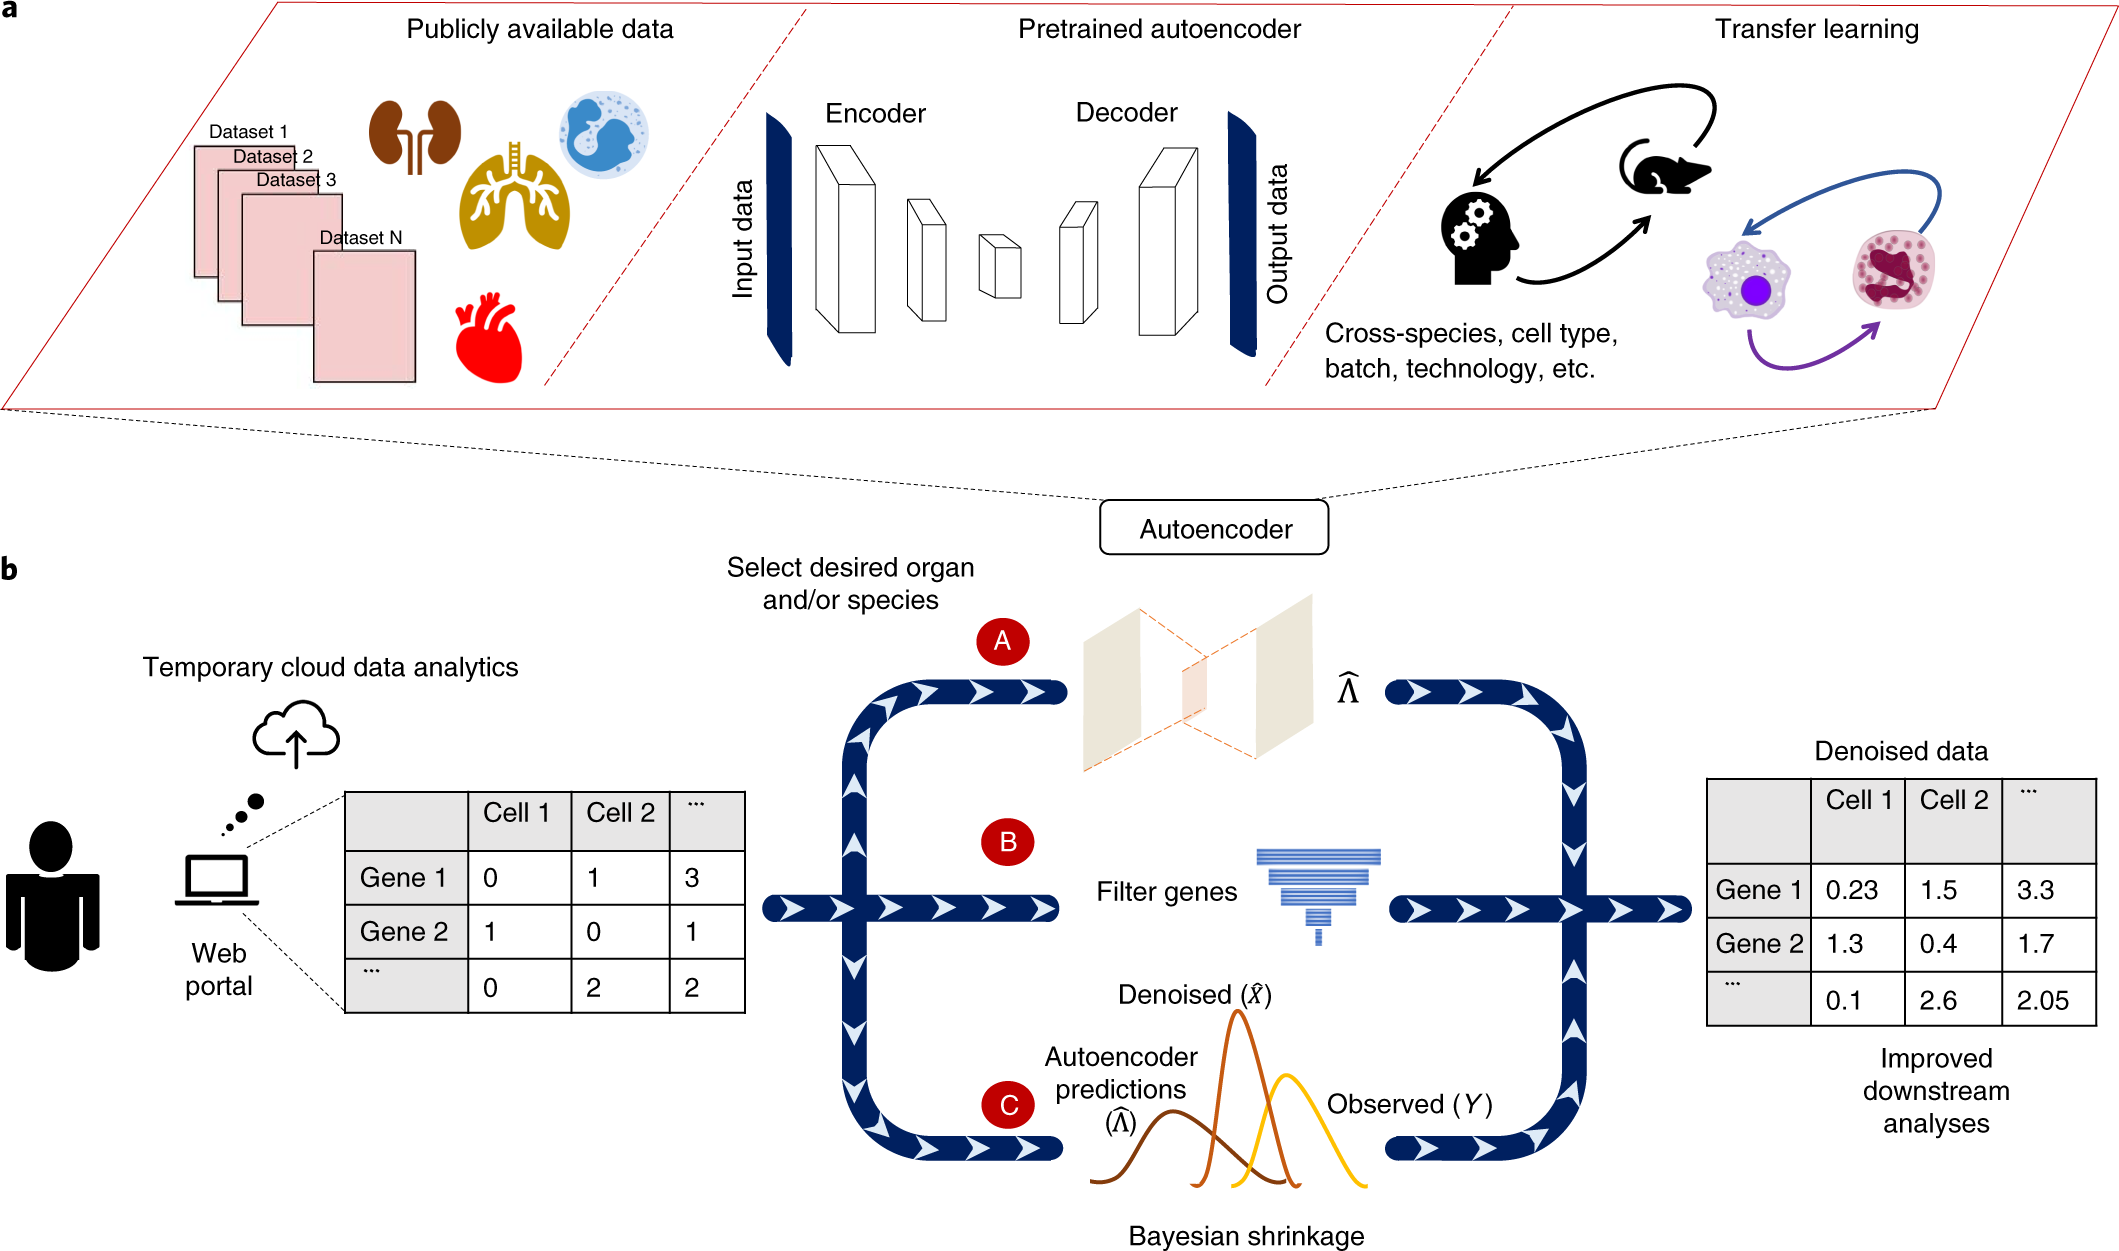 a
Publicly available data
Pretrained autoencoder
Transfer learning
Dataset 1
Dataset 2
Dataset 3
Dataset N
Encoder
Decoder
Input data
Output data
Cross-species, cell type,
batch, technology, etc.
Autoencoder
b
Select desired organ
and/or species
Temporary cloud data analytics
Web
portal
Cell 1 Cell 2 ...
Gene 1 0 1 3
Gene 2 1 0 1
... 0 2 2
A
Λ̂
B
Filter genes
C
Denoised (X̂)
Autoencoder
predictions
(Λ̂)
Observed (Y)
Bayesian shrinkage
Denoised data
Cell 1 Cell 2 ...
Gene 1 0.23 1.5 3.3
Gene 2 1.3 0.4 1.7
... 0.1 2.6 2.05
Improved
downstream
analyses